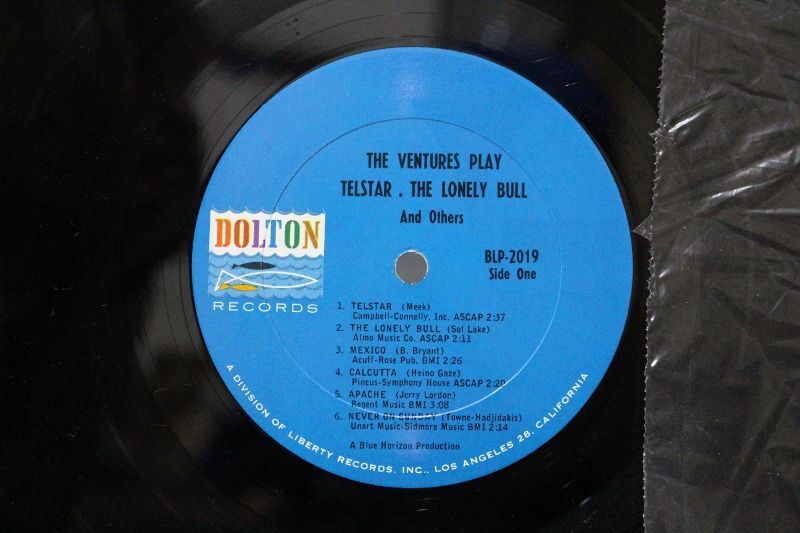 THE VENTURES PLAY
TELSTAR . THE LONELY BULL
And Others
DOLTON
RECORDS
BLP-2019
Side One
1. TELSTAR (Meek)
Campbell-Connelly, Inc. ASCAP 2:37
2. THE LONELY BULL (Sol Lake)
Almo Music Co. ASCAP 2:11
3. MEXICO (B. Bryant)
Acuff-Rose Pub. BMI 2:26
4. CALCUTTA (Heino Gaze)
Pincus-Symphony House ASCAP 2:20
5. APACHE (Jerry Lordon)
Regent Music BMI 3:08
6. NEVER ON SUNDAY (Towne-Hadjidakis)
Unart Music-Sidmore Music BMI 2:14
A Blue Horizon Production
A DIVISION OF LIBERTY RECORDS, INC., LOS ANGELES 28, CALIFORNIA